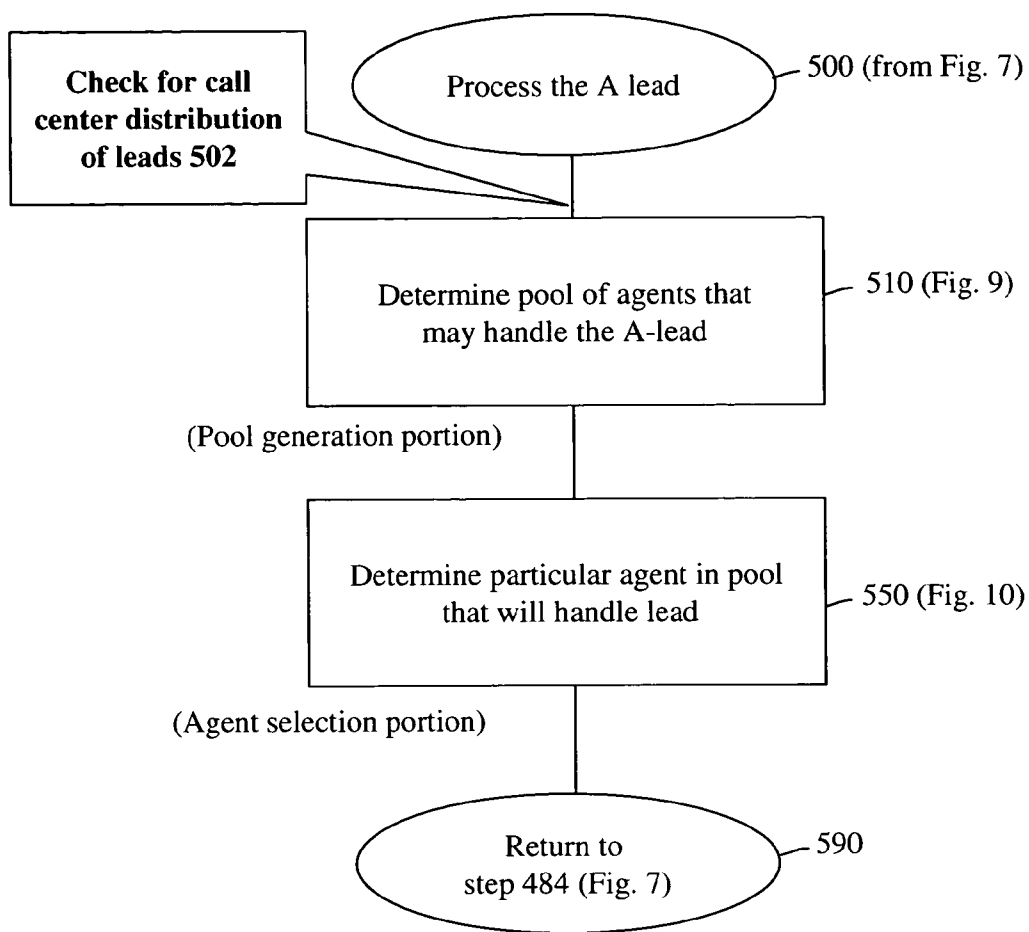 Check for call
center distribution
of leads 502
Process the A lead
500 (from Fig. 7)
Determine pool of agents that
may handle the A-lead
510 (Fig. 9)
(Pool generation portion)
Determine particular agent in pool
that will handle lead
550 (Fig. 10)
(Agent selection portion)
Return to
step 484 (Fig. 7)
590